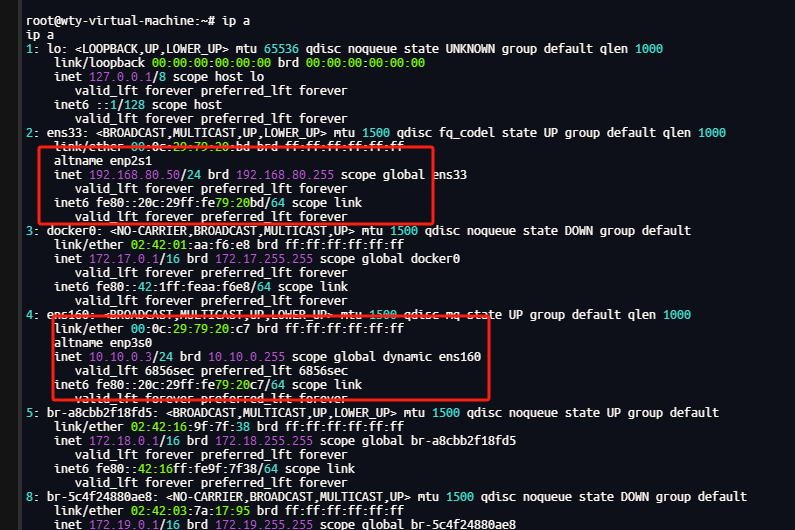 root@wty-virtual-machine:~# ip a
ip a
1: lo: <LOOPBACK,UP,LOWER_UP> mtu 65536 qdisc noqueue state UNKNOWN group default qlen 1000
link/loopback 00:00:00:00:00:00 brd 00:00:00:00:00:00
inet 127.0.0.1/8 scope host lo
valid_lft forever preferred_lft forever
inet6 ::1/128 scope host
valid_lft forever preferred_lft forever
2: ens33: <BROADCAST,MULTICAST,UP,LOWER_UP> mtu 1500 qdisc fq_codel state UP group default qlen 1000
link/ether 00:0c:29:79:20:bd brd ff:ff:ff:ff:ff:ff
altname enp2s1
inet 192.168.80.50/24 brd 192.168.80.255 scope global ens33
valid_lft forever preferred_lft forever
inet6 fe80::20c:29ff:fe79:20bd/64 scope link
valid_lft forever preferred_lft forever
3: docker0: <NO-CARRIER,BROADCAST,MULTICAST,UP> mtu 1500 qdisc noqueue state DOWN group default
link/ether 02:42:01:aa:f6:e8 brd ff:ff:ff:ff:ff:ff
inet 172.17.0.1/16 brd 172.17.255.255 scope global docker0
valid_lft forever preferred_lft forever
inet6 fe80::42:1ff:feaa:f6e8/64 scope link
valid_lft forever preferred_lft forever
4: ens160: <BROADCAST,MULTICAST,UP,LOWER_UP> mtu 1500 qdisc mq state UP group default qlen 1000
link/ether 00:0c:29:79:20:c7 brd ff:ff:ff:ff:ff:ff
altname enp3s0
inet 10.10.0.3/24 brd 10.10.0.255 scope global dynamic ens160
valid_lft 6856sec preferred_lft 6856sec
inet6 fe80::20c:29ff:fe79:20c7/64 scope link
valid_lft forever preferred_lft forever
5: br-a8cbb2f18fd5: <BROADCAST,MULTICAST,UP,LOWER_UP> mtu 1500 qdisc noqueue state UP group default
link/ether 02:42:16:9f:7f:38 brd ff:ff:ff:ff:ff:ff
inet 172.18.0.1/16 brd 172.18.255.255 scope global br-a8cbb2f18fd5
valid_lft forever preferred_lft forever
inet6 fe80::42:16ff:fe9f:7f38/64 scope link
valid_lft forever preferred_lft forever
8: br-5c4f24880ae8: <NO-CARRIER,BROADCAST,MULTICAST,UP> mtu 1500 qdisc noqueue state DOWN group default
link/ether 02:42:03:7a:17:95 brd ff:ff:ff:ff:ff:ff
inet 172.19.0.1/16 brd 172.19.255.255 scope global br-5c4f24880ae8